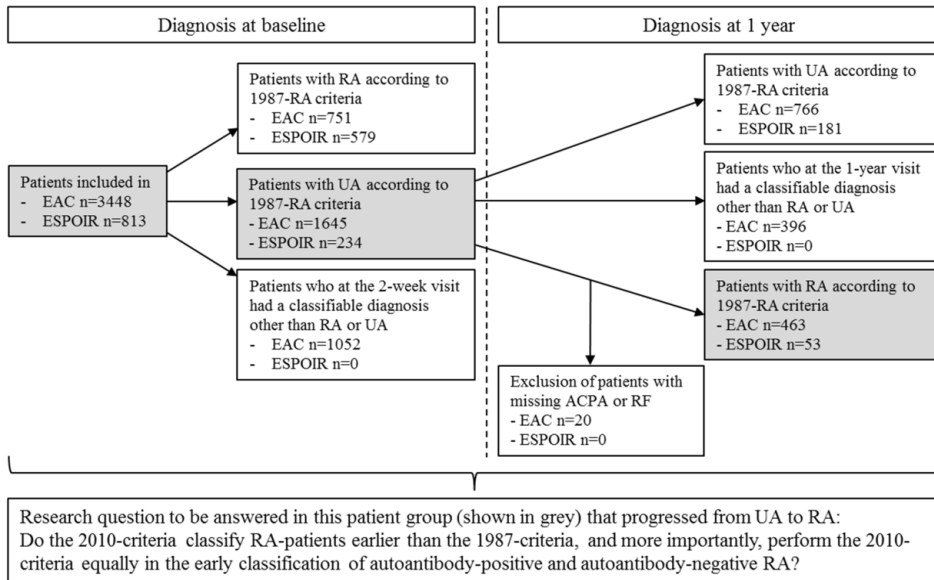 Diagnosis at baseline
Diagnosis at 1 year
Patients included in
- EAC n=3448
- ESPOIR n=813
Patients with RA according to
1987-RA criteria
- EAC n=751
- ESPOIR n=579
Patients with UA according to
1987-RA criteria
- EAC n=1645
- ESPOIR n=234
Patients who at the 2-week visit
had a classifiable diagnosis
other than RA or UA
- EAC n=1052
- ESPOIR n=0
Patients with UA according to
1987-RA criteria
- EAC n=766
- ESPOIR n=181
Patients who at the 1-year visit
had a classifiable diagnosis
other than RA or UA
- EAC n=396
- ESPOIR n=0
Patients with RA according to
1987-RA criteria
- EAC n=463
- ESPOIR n=53
Exclusion of patients with
missing ACPA or RF
- EAC n=20
- ESPOIR n=0
Research question to be answered in this patient group (shown in grey) that progressed from UA to RA:
Do the 2010-criteria classify RA-patients earlier than the 1987-criteria, and more importantly, perform the 2010-
criteria equally in the early classification of autoantibody-positive and autoantibody-negative RA?